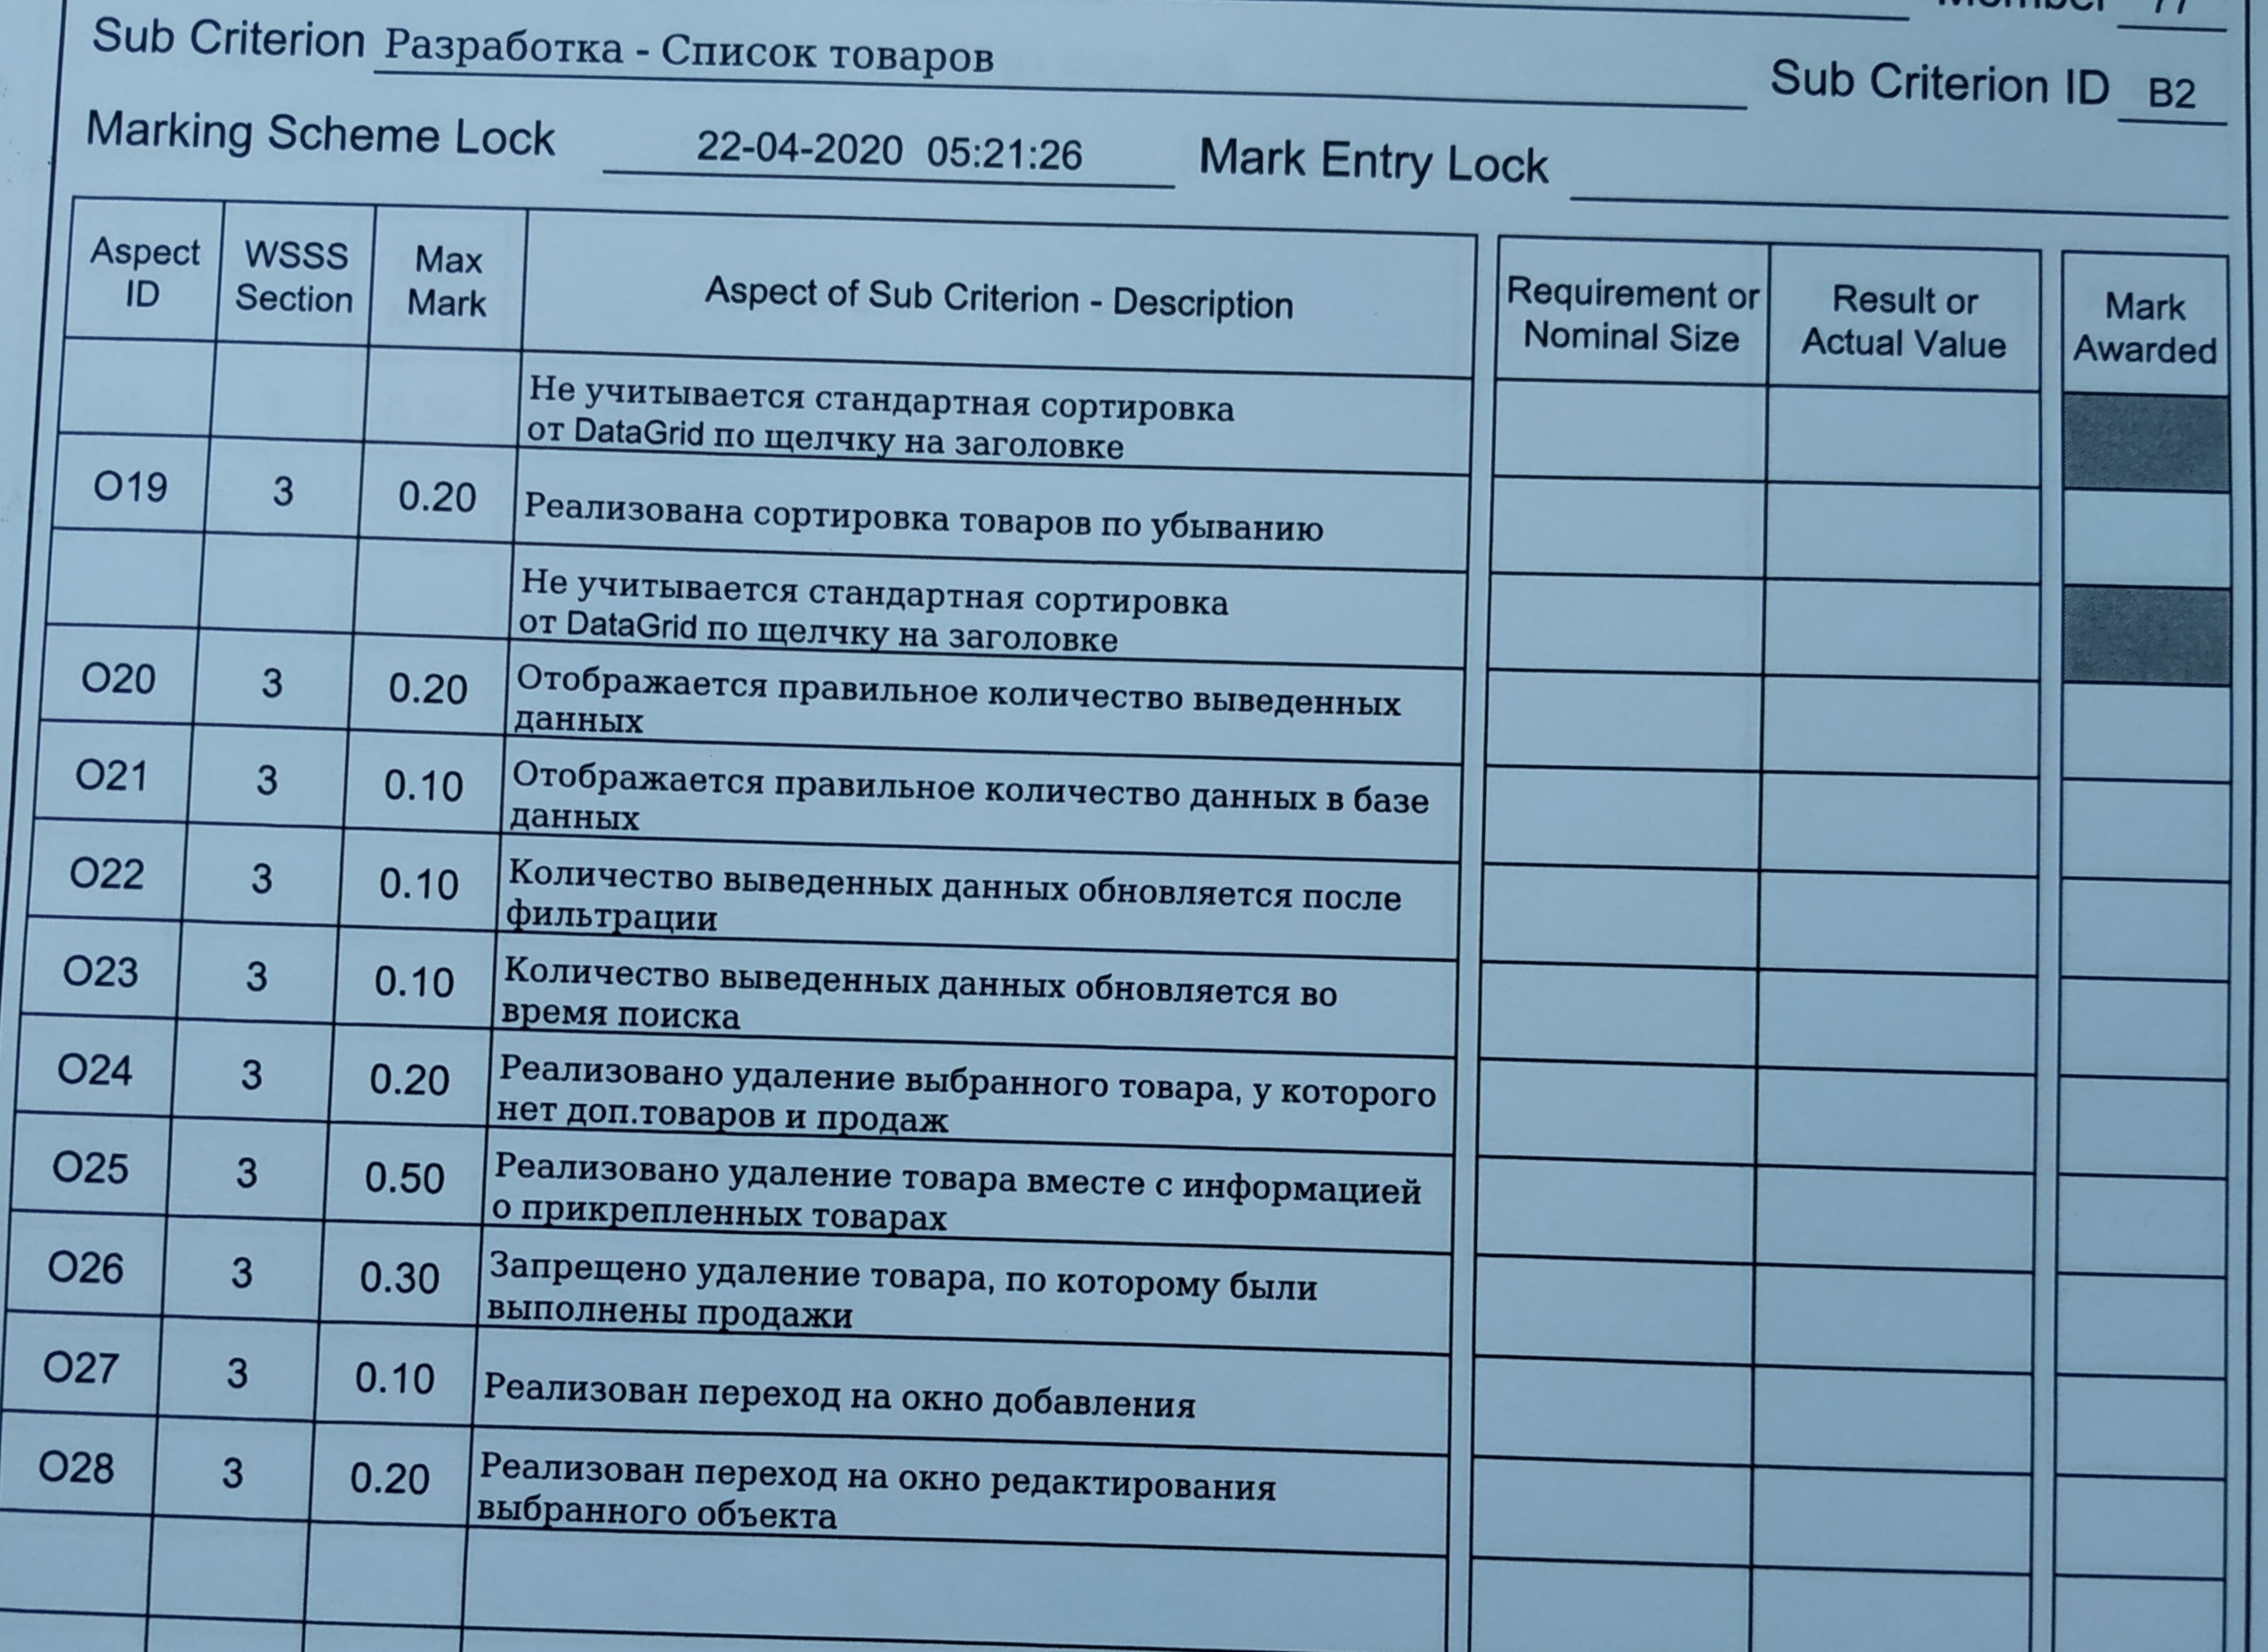 Sub Criterion Разработка - Список товаров
Sub Criterion ID B2
Marking Scheme Lock 22-04-2020 05:21:26 Mark Entry Lock
Aspect ID
WSSS Section
Max Mark
Aspect of Sub Criterion - Description
Requirement or Nominal Size
Result or Actual Value
Mark Awarded
Не учитывается стандартная сортировка
от DataGrid по щелчку на заголовке
O19 3 0.20 Реализована сортировка товаров по убыванию
Не учитывается стандартная сортировка
от DataGrid по щелчку на заголовке
O20 3 0.20 Отображается правильное количество выведенных
данных
O21 3 0.10 Отображается правильное количество данных в базе
данных
O22 3 0.10 Количество выведенных данных обновляется после
фильтрации
O23 3 0.10 Количество выведенных данных обновляется во
время поиска
O24 3 0.20 Реализовано удаление выбранного товара, у которого
нет доп.товаров и продаж
O25 3 0.50 Реализовано удаление товара вместе с информацией
о прикрепленных товарах
O26 3 0.30 Запрещено удаление товара, по которому были
выполнены продажи
O27 3 0.10 Реализован переход на окно добавления
O28 3 0.20 Реализован переход на окно редактирования
выбранного объекта